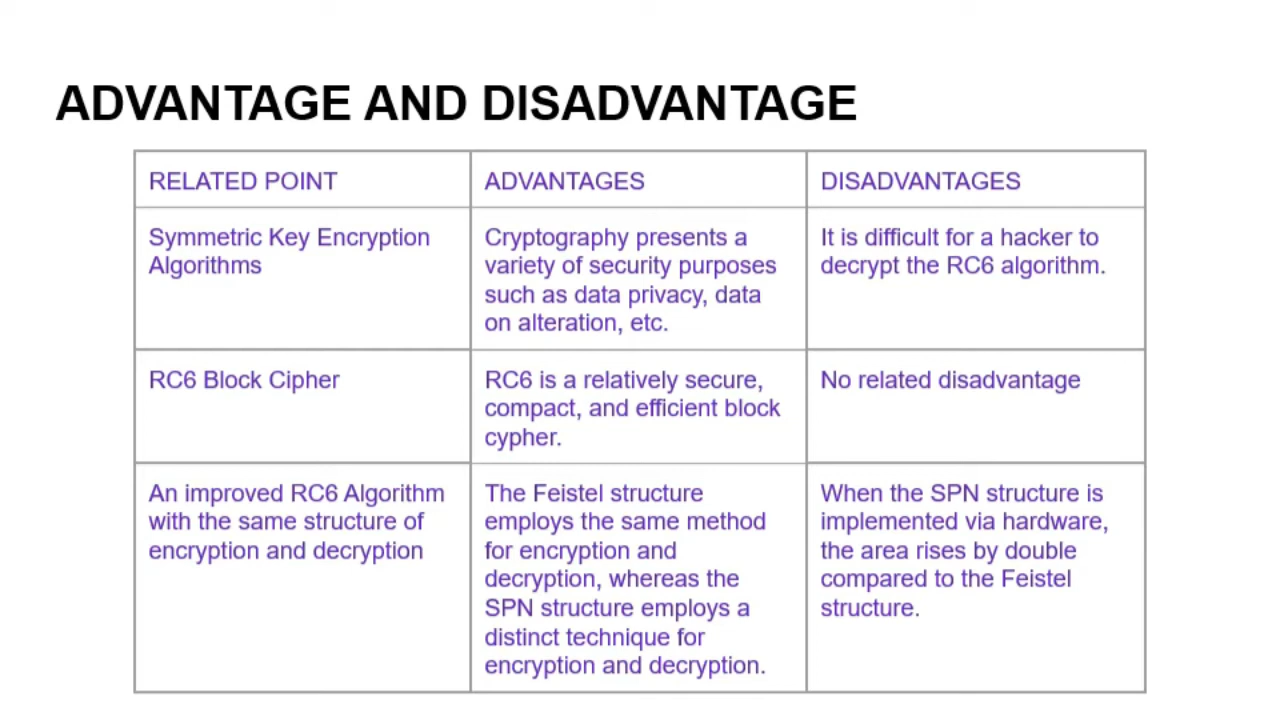 ADVANTAGE AND DISADVANTAGE
RELATED POINT
ADVANTAGES
DISADVANTAGES
Symmetric Key Encryption
Algorithms
Cryptography presents a
variety of security purposes
such as data privacy, data
on alteration, etc.
It is difficult for a hacker to
decrypt the RC6 algorithm.
RC6 Block Cipher
RC6 is a relatively secure,
compact, and efficient block
cypher.
No related disadvantage
An improved RC6 Algorithm
with the same structure of
encryption and decryption
The Feistel structure
employs the same method
for encryption and
decryption, whereas the
SPN structure employs a
distinct technique for
encryption and decryption.
When the SPN structure is
implemented via hardware,
the area rises by double
compared to the Feistel
structure.